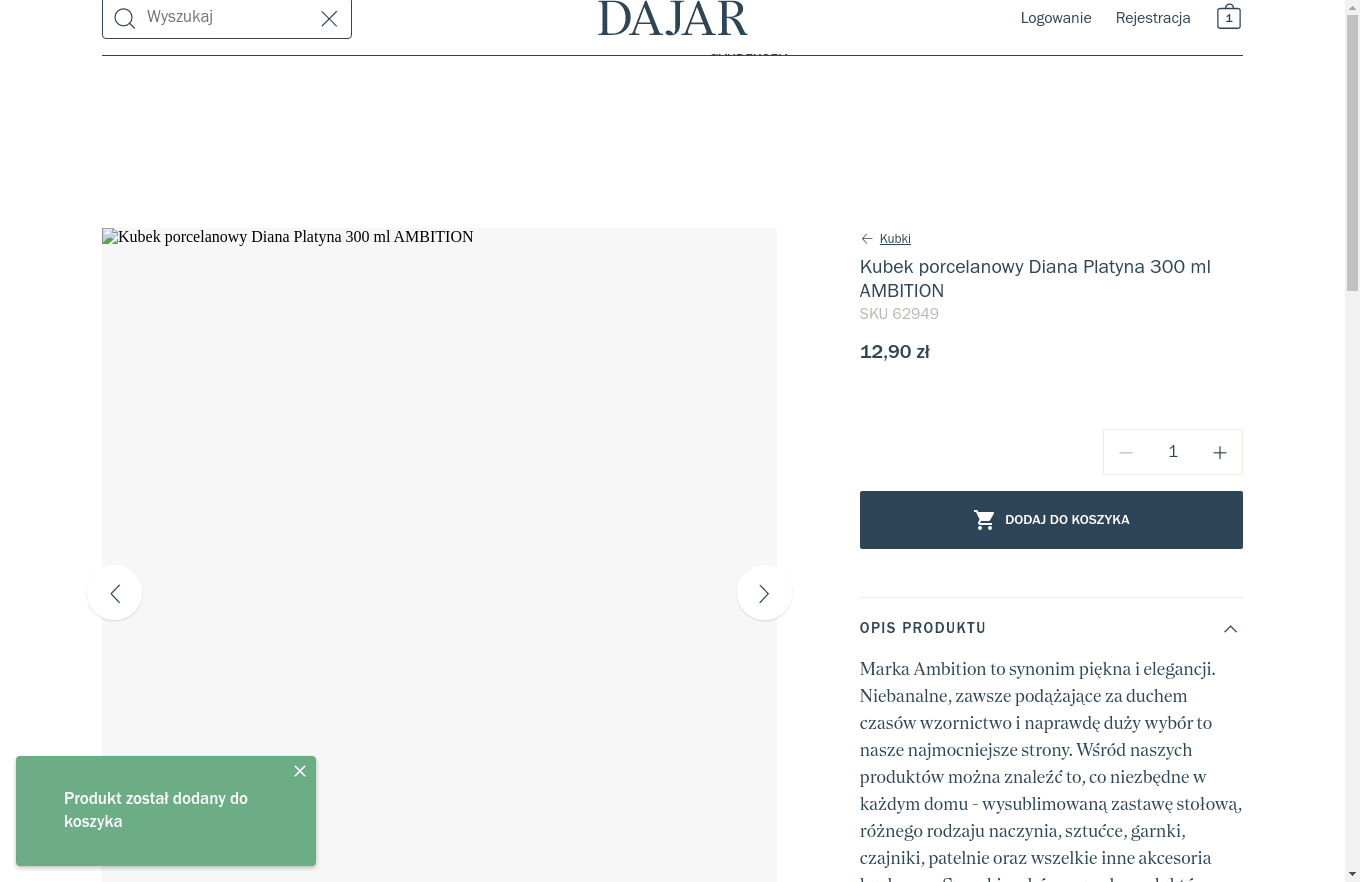 Wyszukaj
DAJAR
Logowanie
Rejestracja
1
Kubek porcelanowy Diana Platyna 300 ml AMBITION
Kubki
Kubek porcelanowy Diana Platyna 300 ml
AMBITION
SKU 62949
12,90 zł
1
DODAJ DO KOSZYKA
OPIS PRODUKTU
Marka Ambition to synonim piękna i elegancji.
Niebanalne, zawsze podążające za duchem
czasów wzornictwo i naprawdę duży wybór to
nasze najmocniejsze strony. Wśród naszych
produktów można znaleźć to, co niezbędne w
każdym domu - wysublimowaną zastawę stołową,
różnego rodzaju naczynia, sztućce, garnki,
czajniki, patelnie oraz wszelkie inne akcesoria
Produkt został dodany do
koszyka